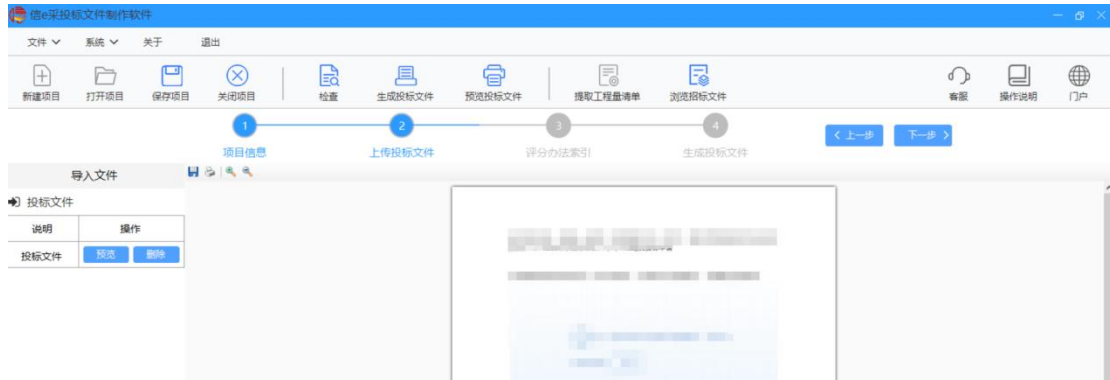 信e采投标文件制作软件
文件 系统 关于 退出
新建项目 打开项目 保存项目 关闭项目 检查 生成投标文件 预览投标文件 提取工程量清单 浏览招标文件 客服 操作说明 门户
1 2 3 4
项目信息 上传投标文件 评分办法索引 生成投标文件
上一步 下一步
导入文件
投标文件
说明 操作
投标文件 预览 删除